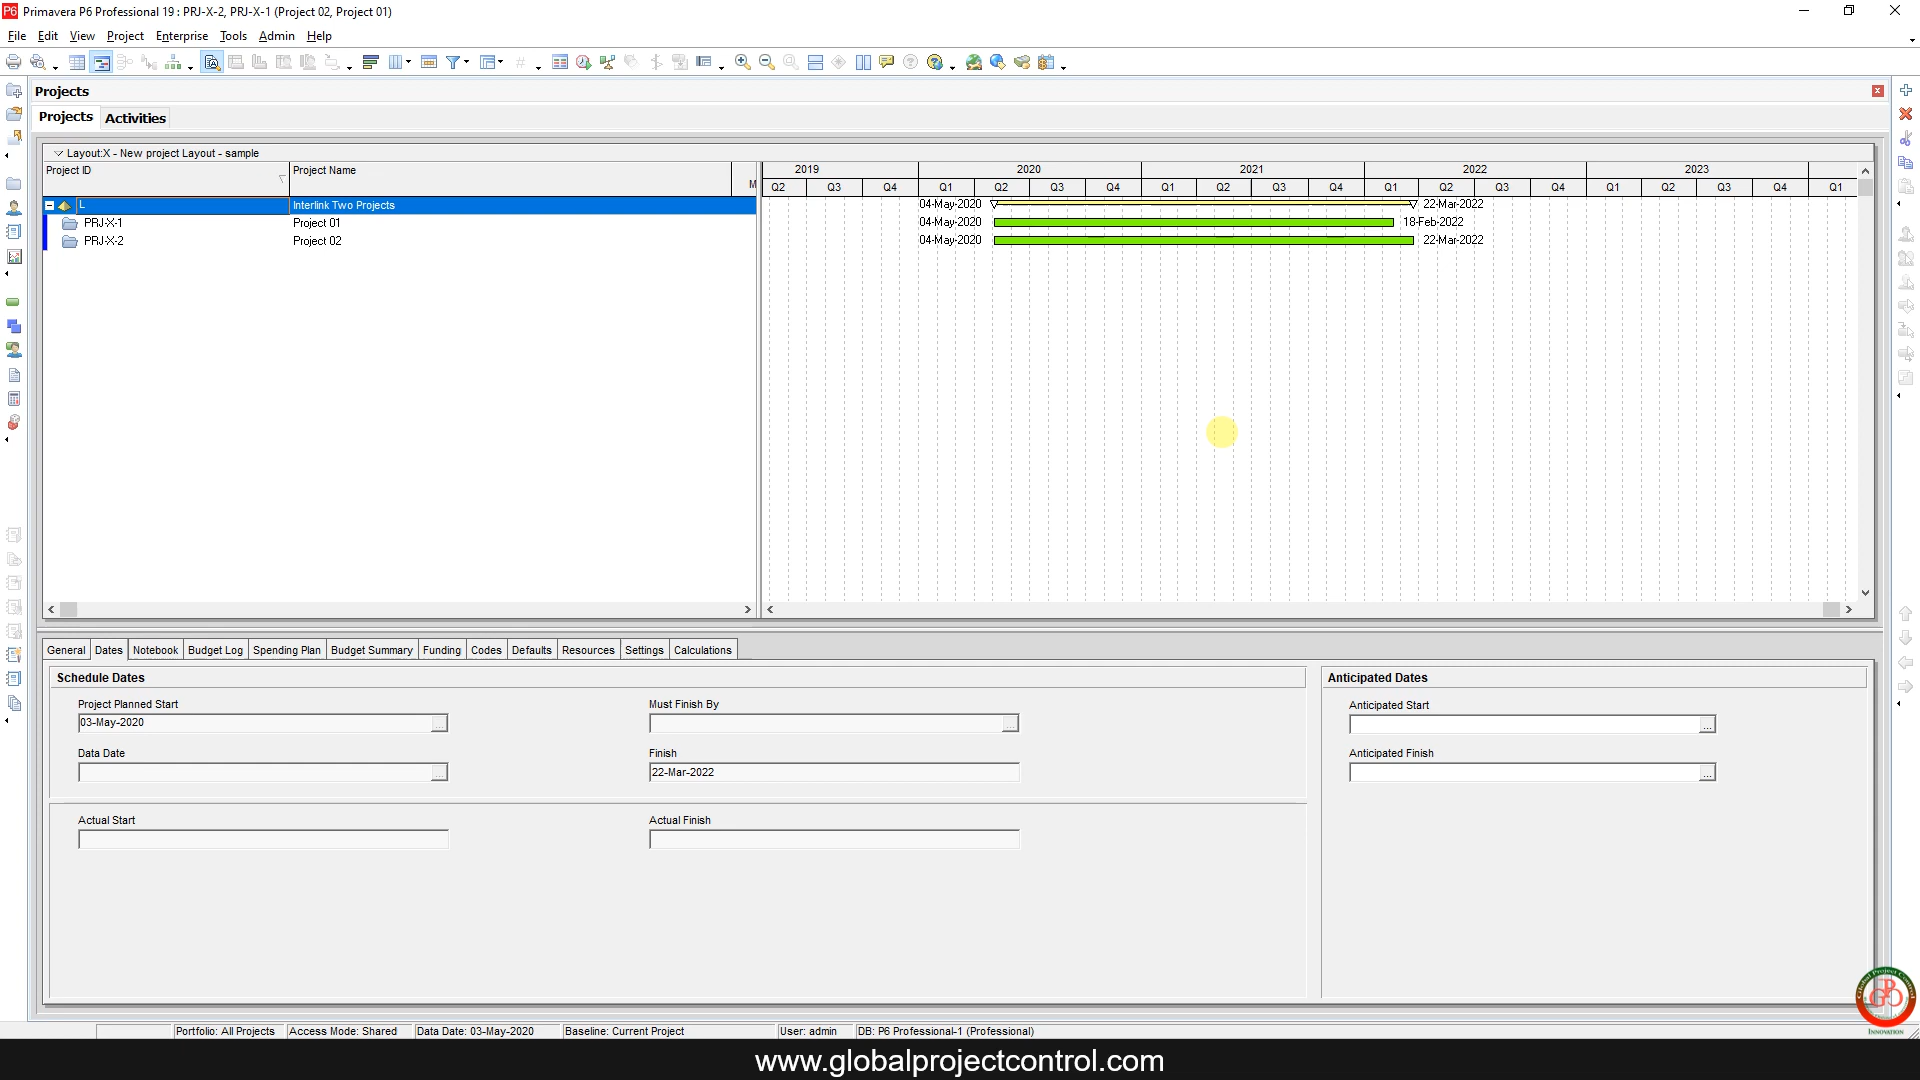 P6 Primavera P6 Professional 19 : PRJ-X-2, PRJ-X-1 (Project 02, Project 01)
File Edit View Project Enterprise Tools Admin Help
Projects
Projects Activities
Layout:X - New project Layout - sample
Project ID Project Name M
2019 2020 2021 2022 2023
Q2 Q3 Q4 Q1 Q2 Q3 Q4 Q1 Q2 Q3 Q4 Q1 Q2 Q3 Q4 Q1 Q2 Q3 Q4 Q1
L Interlink Two Projects 04-May-2020 22-Mar-2022
PRJ-X-1 Project 01 04-May-2020 18-Feb-2022
PRJ-X-2 Project 02 04-May-2020 22-Mar-2022
General Dates Notebook Budget Log Spending Plan Budget Summary Funding Codes Defaults Resources Settings Calculations
Schedule Dates Anticipated Dates
Project Planned Start Must Finish By Anticipated Start
03-May-2020
Data Date Finish Anticipated Finish
22-Mar-2022
Actual Start Actual Finish
Portfolio: All Projects Access Mode: Shared Data Date: 03-May-2020 Baseline: Current Project User: admin DB: P6 Professional-1 (Professional)
Global Project Control
GPC
INNOVATION
www.globalprojectcontrol.com